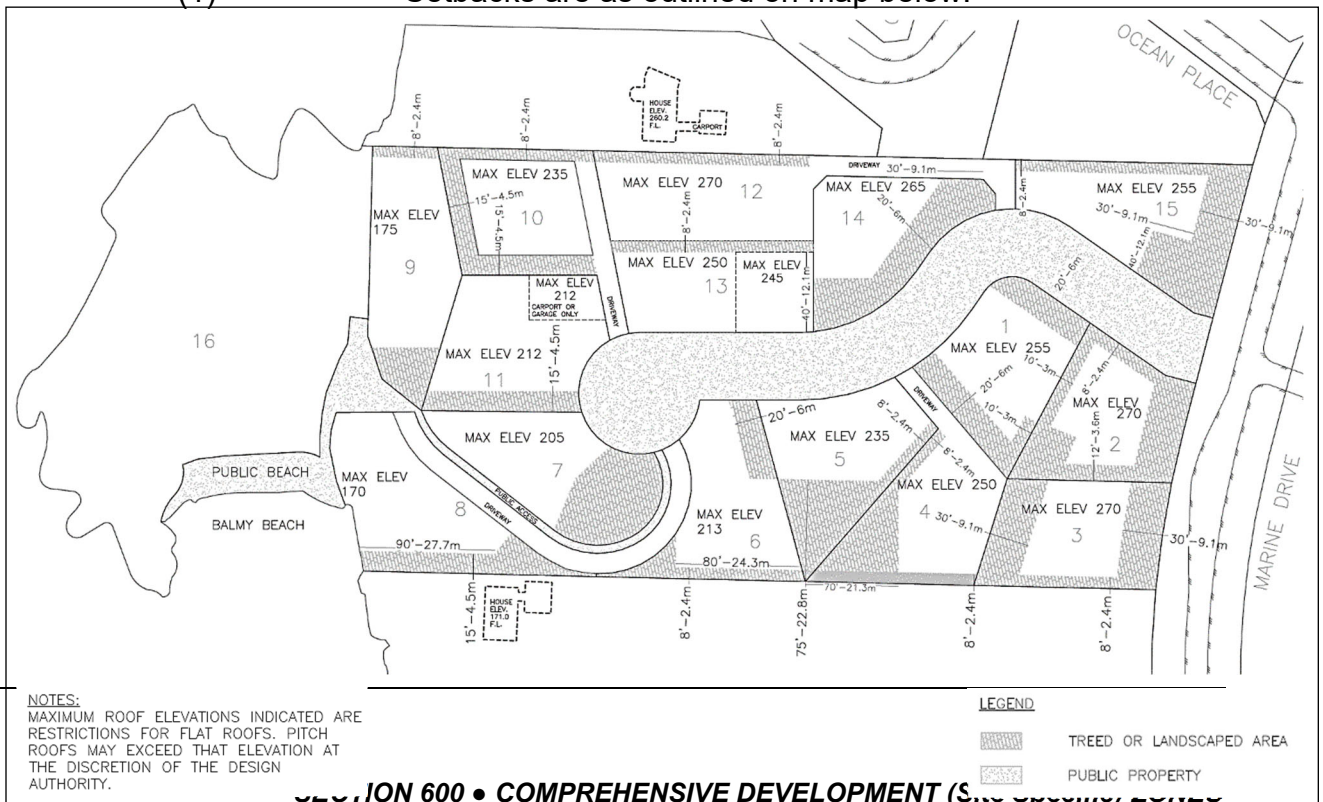 (1) Setbacks are as outlined on map below:
OCEAN PLACE
HOUSE
ELEV.
260.2
F.L.
CARPORT
8'-2.4m
8'-2.4m
8'-2.4m
DRIVEWAY 30'-9.1m
MAX ELEV 235
15'-4.5m
15'-4.5m
10
MAX ELEV 270 12
8'-2.4m
MAX ELEV 265
20'-6m
14
8'-2.4m
MAX ELEV 255
30'-9.1m 15
30'-9.1m
40'-12.1m
20'-6m
MAX ELEV
175
9
MAX ELEV 250
13
MAX ELEV
245
40'-12.1m
MAX ELEV
212
CARPORT OR
GARAGE ONLY
DRIVEWAY
16
MAX ELEV 212
11
15'-4.5m
1
MAX ELEV 255
10'-3m
20'-6m
10'-3m
8'-2.4m
MAX ELEV
270
2
12'-3.6m
DRIVEWAY
20'-6m
8'-2.4m
MAX ELEV 235
5
8'-2.4m
MAX ELEV 205
7
PUBLIC BEACH
MAX ELEV
170
BALMY BEACH
8
PUBLIC ACCESS
DRIVEWAY
MAX ELEV
213
6
MAX ELEV 250
4
30'-9.1m
MAX ELEV 270
3
30'-9.1m
MARINE DRIVE
90'-27.7m
80'-24.3m
70'-21.3m
15'-4.5m
HOUSE
ELEV.
171.0
F.L.
8'-2.4m
75'-22.8m
8'-2.4m
8'-2.4m
NOTES:
MAXIMUM ROOF ELEVATIONS INDICATED ARE
RESTRICTIONS FOR FLAT ROOFS. PITCH
ROOFS MAY EXCEED THAT ELEVATION AT
THE DISCRETION OF THE DESIGN
AUTHORITY.
LEGEND
TREED OR LANDSCAPED AREA
PUBLIC PROPERTY
SECTION 600 ● COMPREHENSIVE DEVELOPMENT (Site Specific) ZONES